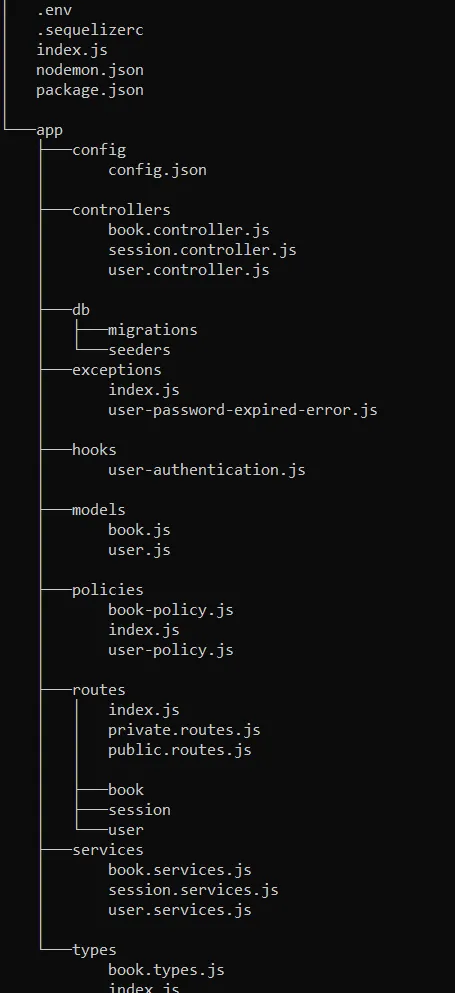 .env
.sequelizerc
index.js
nodemon.json
package.json
app
config
config.json
controllers
book.controller.js
session.controller.js
user.controller.js
db
migrations
seeders
exceptions
index.js
user-password-expired-error.js
hooks
user-authentication.js
models
book.js
user.js
policies
book-policy.js
index.js
user-policy.js
routes
index.js
private.routes.js
public.routes.js
book
session
user
services
book.services.js
session.services.js
user.services.js
types
book.types.js
index.js